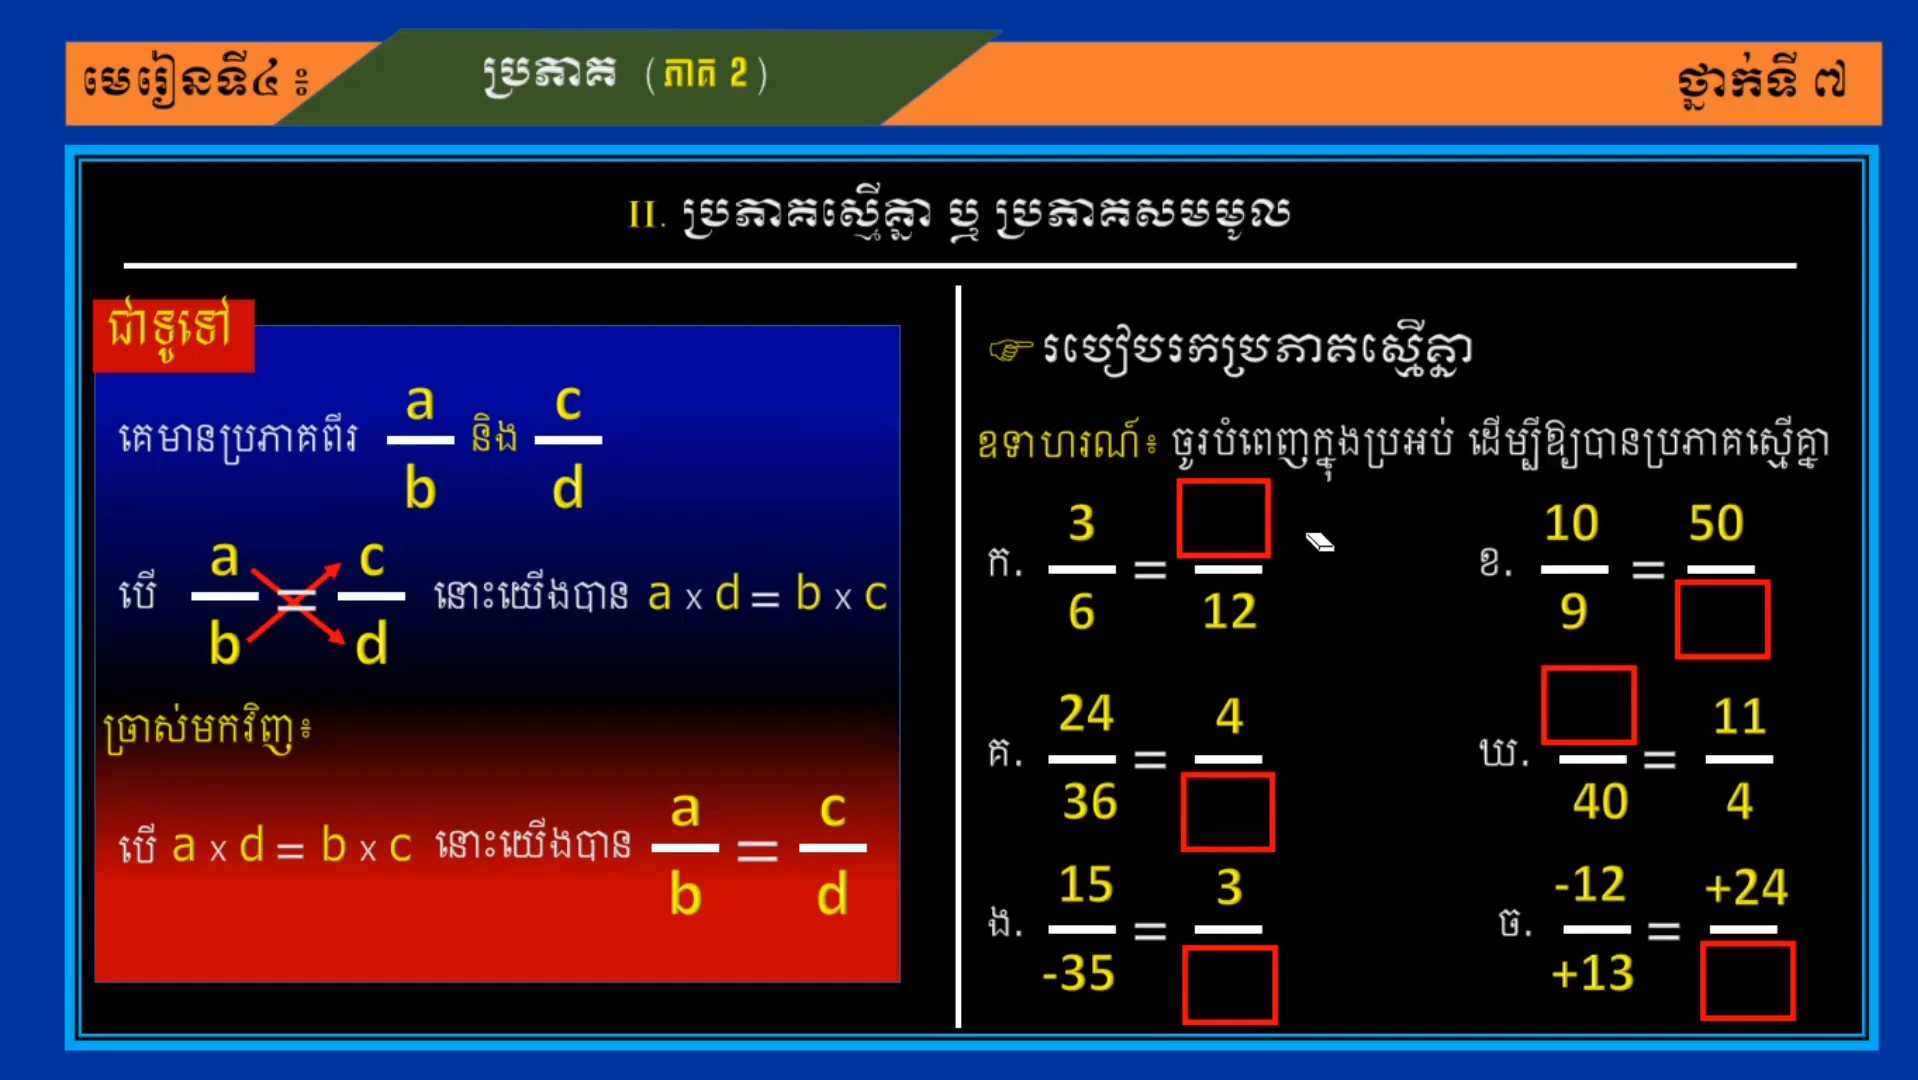 មេរៀនទី៤ ៖ ប្រភាគ (ភាគ ២) ថ្នាក់ទី ៧
II. ប្រភាគស្មើគ្នា ឬ ប្រភាគសមមូល
ជាទូទៅ
គេមានប្រភាគពីរ a/b និង c/d
បើ a/b = c/d នោះយើងបាន a x d = b x c
ច្រាស់មកវិញ៖
បើ a x d = b x c នោះយើងបាន a/b = c/d
របៀបរកប្រភាគស្មើគ្នា
ឧទាហរណ៍៖ ចូរបំពេញក្នុងប្រអប់ ដើម្បីឱ្យបានប្រភាគស្មើគ្នា
ក. 3/6 = □/12 ខ. 10/9 = 50/□
គ. 24/36 = 4/□ ឃ. □/40 = 11/4
ង. 15/-35 = 3/□ ច. -12/+13 = +24/□